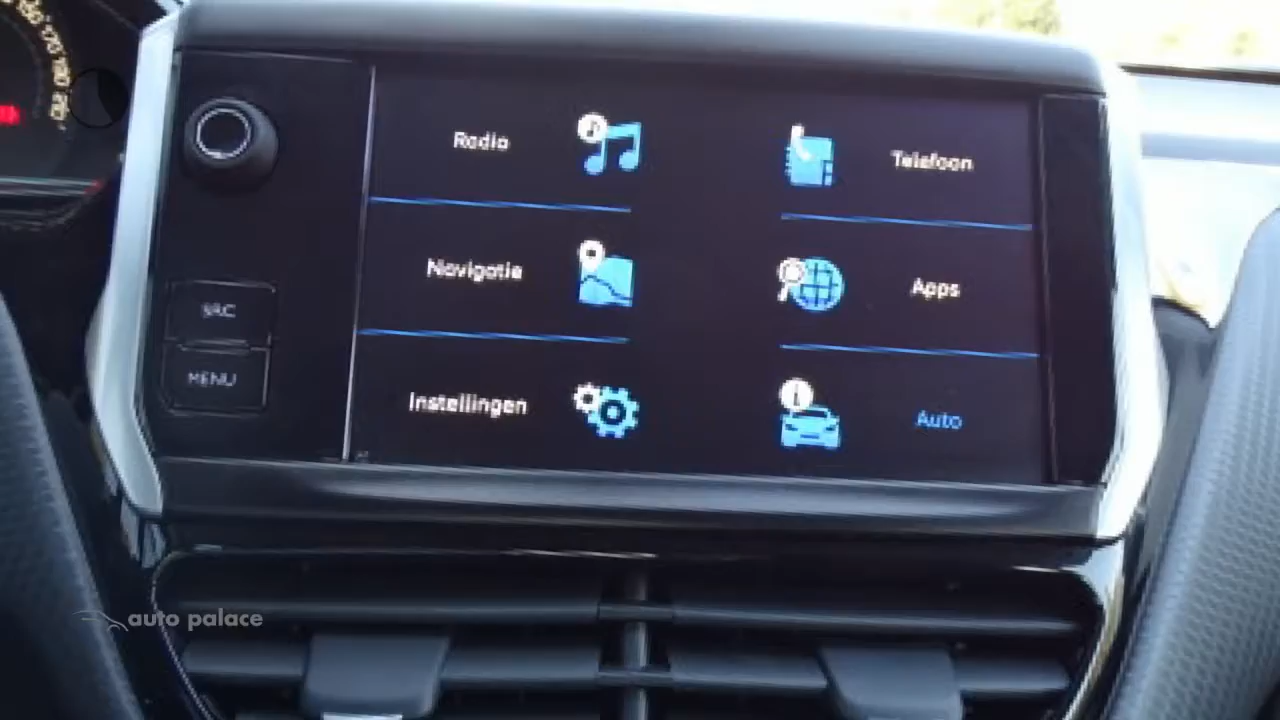 Radio
Telefoon
Navigatie
Apps
SRC
MENU
Instellingen
Auto
auto palace